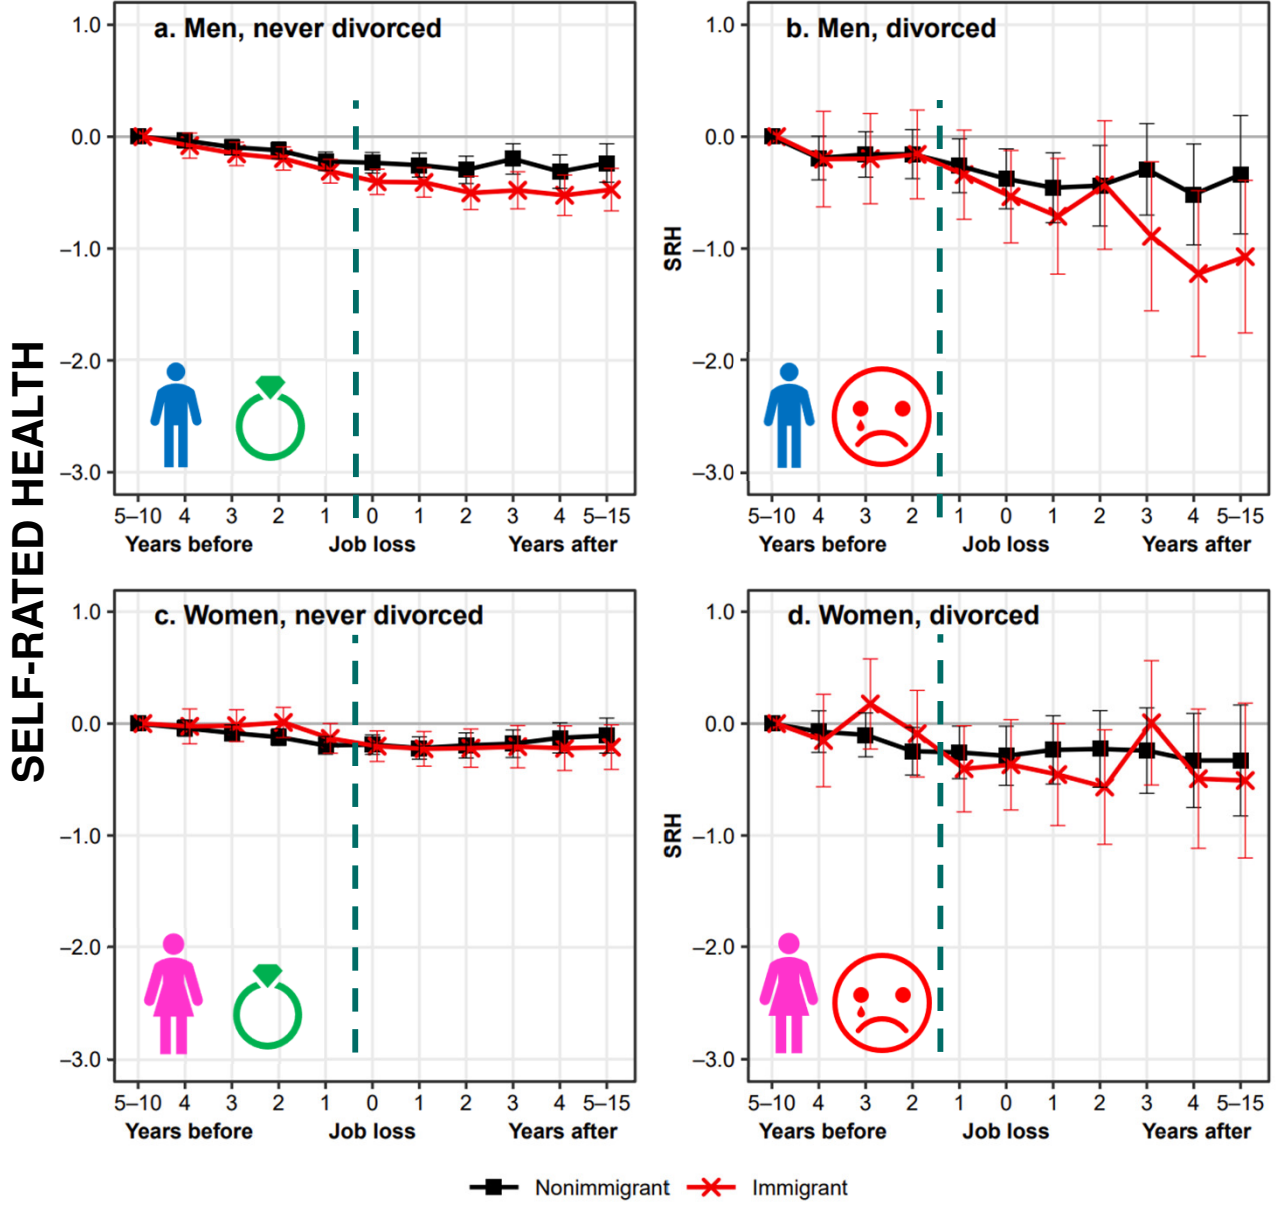 SELF-RATED HEALTH
a. Men, never divorced
1.0
0.0
−1.0
−2.0
−3.0
5–10 4 3 2 1 0 1 2 3 4 5–15
Years before Job loss Years after
b. Men, divorced
SRH
1.0
0.0
−1.0
−2.0
−3.0
5–10 4 3 2 1 0 1 2 3 4 5–15
Years before Job loss Years after
c. Women, never divorced
1.0
0.0
−1.0
−2.0
−3.0
5–10 4 3 2 1 0 1 2 3 4 5–15
Years before Job loss Years after
d. Women, divorced
SRH
1.0
0.0
−1.0
−2.0
−3.0
5–10 4 3 2 1 0 1 2 3 4 5–15
Years before Job loss Years after
Nonimmigrant Immigrant